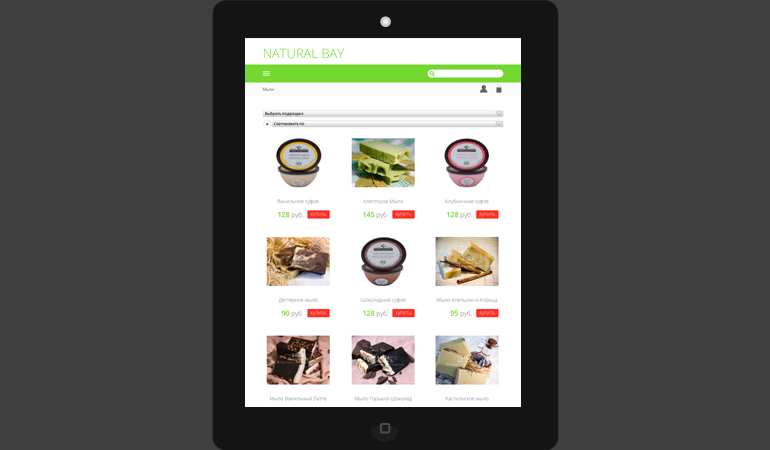 NATURAL BAY
Мыло
Выбрать подраздел
Сортировать по
Ванильное суфле
Алеппское Мыло
Клубничное суфле
128 руб. купить
145 руб. купить
128 руб. купить
Дегтярное мыло
Шоколадное суфле
Мыло Апельсин и Корица
90 руб. купить
128 руб. купить
95 руб. купить
Мыло Ванильный Латте
Мыло Горький Шоколад
Кастильское мыло